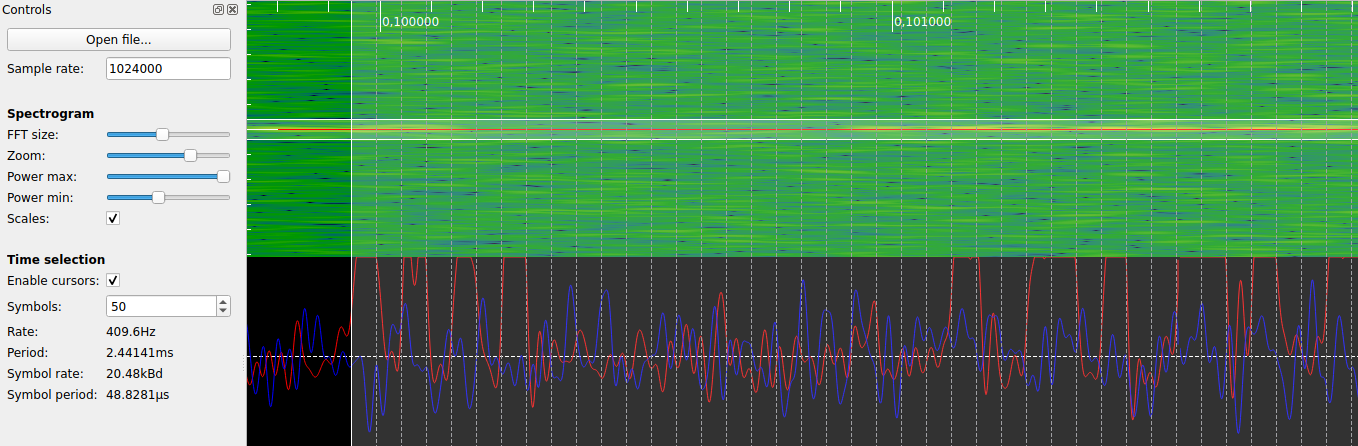 Controls
Open file...
Sample rate: 1024000
Spectrogram
FFT size:
Zoom:
Power max:
Power min:
Scales:
Time selection
Enable cursors:
Symbols: 50
Rate: 409.6Hz
Period: 2.44141ms
Symbol rate: 20.48kBd
Symbol period: 48.8281µs
0,100000
0,101000